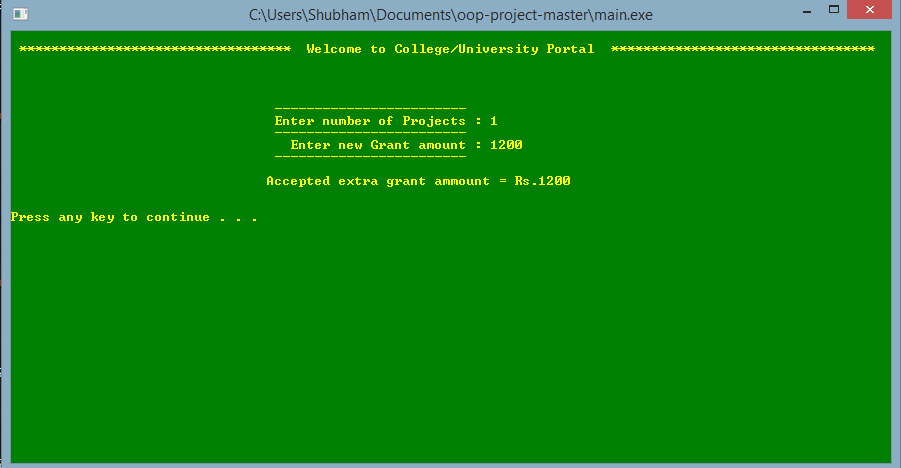 C:\Users\Shubham\Documents\oop-project-master\main.exe
********************************** Welcome to College/University Portal *********************************
------------------------
Enter number of Projects : 1
------------------------
Enter new Grant amount : 1200
------------------------
Accepted extra grant ammount = Rs.1200
Press any key to continue . . .